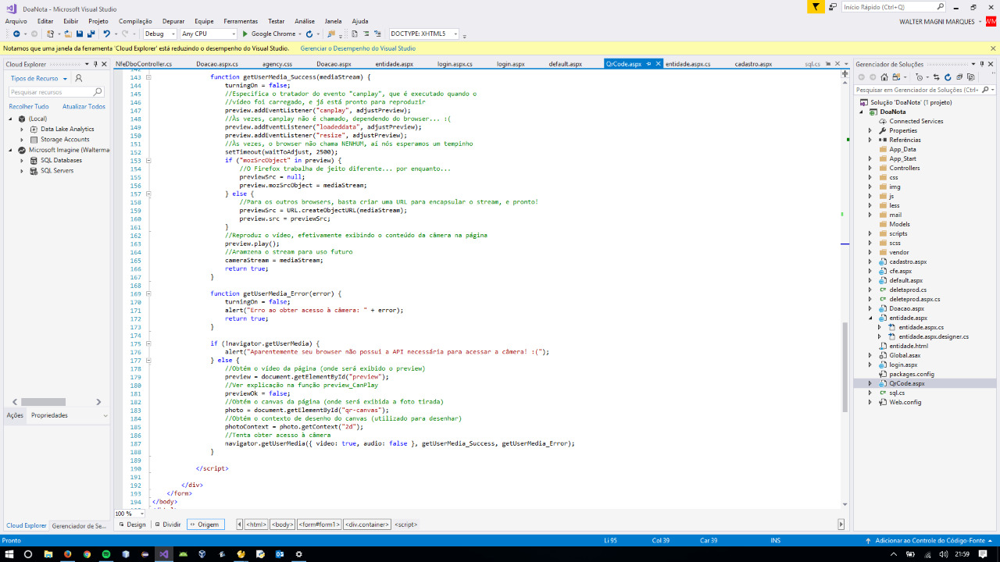 DoaNota - Microsoft Visual Studio
Início Rápido (Ctrl+Q)
Arquivo Editar Exibir Projeto Compilação Depurar Equipe Ferramentas Test Análise Janela Ajuda
WALTER MAGNI MARQUES
WM
Debug Any CPU Google Chrome DOCTYPE: XHTML5
Notamos que uma janela da ferramenta 'Cloud Explorer' está reduzindo o desempenho do Visual Studio. Gerenciar o Desempenho do Visual Studio
Cloud Explorer
NfeDboController.cs Doacao.aspx.cs agency.css Doacao.aspx entidade.aspx login.aspx.cs login.aspx default.aspx QrCode.aspx entidade.aspx.cs cadastro.aspx sql.cs
Gerenciador de Soluções
Tipos de Recurso
Pesquisar recursos
Recolher Tudo Atualizar Todos
(Local)
Data Lake Analytics
Storage Accounts
Microsoft Imagine (Walterma
SQL Databases
SQL Servers
Ações Propriedades
Cloud Explorer Gerenciador de Se...
143 function getUserMedia_Success(mediaStream) {
144 turningOn = false;
145 //Especifica o tratador do evento "canplay", que é executado quando o
146 //vídeo foi carregado, e já está pronto para reproduzir
147 preview.addEventListener("canplay", adjustPreview);
148 //Às vezes, canplay não é chamado, dependendo do browser... :(
149 preview.addEventListener("loadeddata", adjustPreview);
150 preview.addEventListener("resize", adjustPreview);
151 //Às vezes, o browser não chama NENHUM, aí nós esperamos um tempinho
152 setTimeout(waitToAdjust, 2500);
153 if ("mozSrcObject" in preview) {
154 //O Firefox trabalha de jeito diferente... por enquanto...
155 previewSrc = null;
156 preview.mozSrcObject = mediaStream;
157 } else {
158 //Para os outros browsers, basta criar uma URL para encapsular o stream, e pronto!
159 previewSrc = URL.createObjectURL(mediaStream);
160 preview.src = previewSrc;
161 }
162 //Reproduz o vídeo, efetivamente exibindo o conteúdo da câmera na página
163 preview.play();
164 //Aramzena o stream para uso futuro
165 cameraStream = mediaStream;
166 return true;
167 }
168
169 function getUserMedia_Error(error) {
170 turningOn = false;
171 alert("Erro ao obter acesso à câmera: " + error);
172 return true;
173 }
174
175 if (!navigator.getUserMedia) {
176 alert("Aparentemente seu browser não possui a API necessária para acessar a câmera! :(");
177 } else {
178 //Obtém o vídeo da página (onde será exibido o preview)
179 preview = document.getElementById("preview");
180 //Ver explicação na função preview_CanPlay
181 previewOk = false;
182 //Obtém o canvas da página (onde será exibida a foto tirada)
183 photo = document.getElementById("qr-canvas");
184 //Obtém o contexto de desenho do canvas (utilizado para desenhar)
185 photoContext = photo.getContext("2d");
186 //Tenta obter acesso à câmera
187 navigator.getUserMedia({ video: true, audio: false }, getUserMedia_Success, getUserMedia_Error);
188 }
189
190 </script>
191
192 </div>
193 </form>
194 </body>
100 %
Design Dividir Origem <html> <body> <form#form1> <div.container> <script>
Pesquisar em Gerenciador de Soluções (Ctrl+
Solução 'DoaNota' (1 projeto)
DoaNota
Connected Services
Properties
Referências
App_Data
App_Start
Controllers
css
img
js
less
mail
Models
scripts
scss
vendor
cadastro.aspx
cfe.aspx
default.aspx
deletaprod.cs
deletaprod.aspx.cs
Doacao.aspx
entidade.aspx
entidade.aspx.cs
entidade.aspx.designer.cs
entidade.html
Global.asax
login.aspx
packages.config
QrCode.aspx
sql.cs
Web.config
Pronto Li 95 Col 39 Car 39 INS Adicionar ao Controle do Código-Fonte
21:59